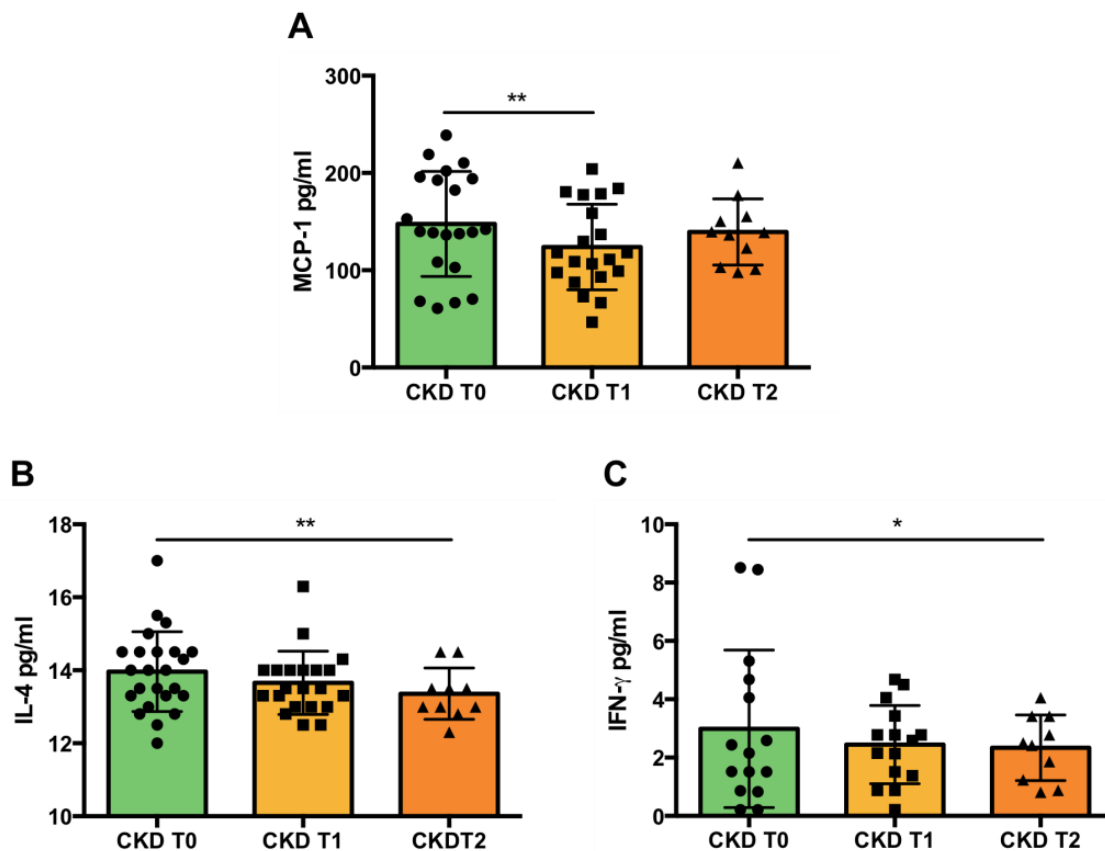 A
MCP-1 pg/ml
300
200
100
0
**
CKD T0
CKD T1
CKD T2
B
IL-4 pg/ml
18
16
14
12
10
**
CKD T0
CKD T1
CKDT2
C
IFN-γ pg/ml
10
8
6
4
2
0
*
CKD T0
CKD T1
CKD T2